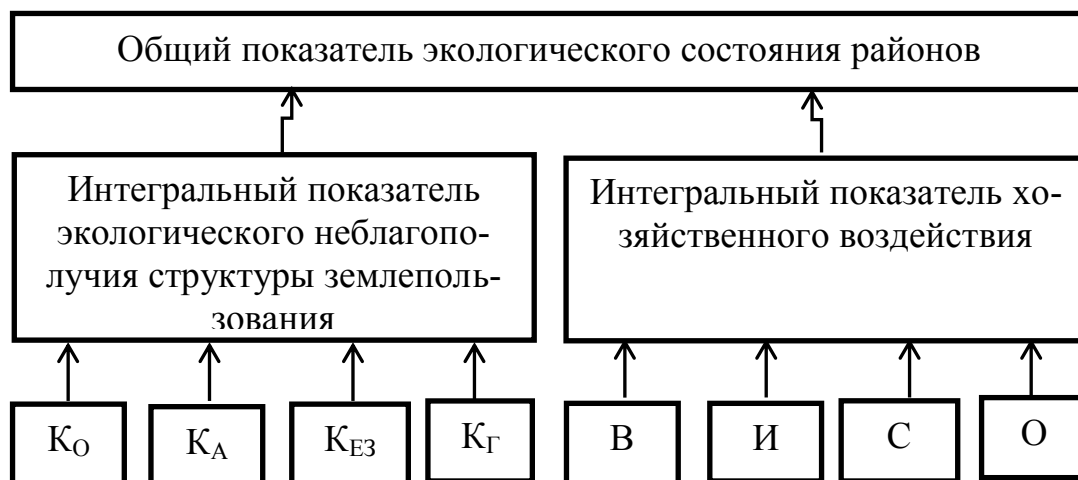 Общий показатель экологического состояния районов
Интегральный показатель
экологического неблагопо-
лучия структуры землеполь-
зования
Интегральный показатель хо-
зяйственного воздействия
КО
КА
КЕЗ
КГ
В
И
С
О